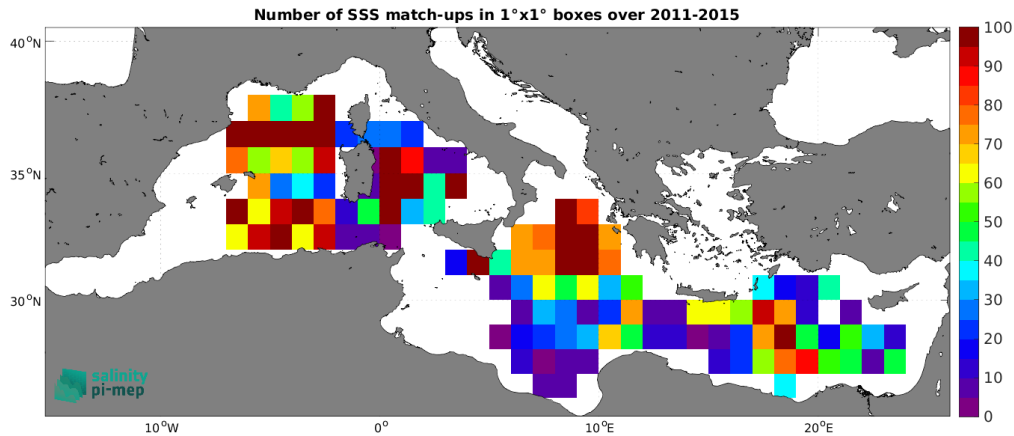 Number of SSS match-ups in 1°x1° boxes over 2011-2015
40°N
35°N
30°N
10°W
0°
10°E
20°E
100
90
80
70
60
50
40
30
20
10
0
salinity
pi-mep